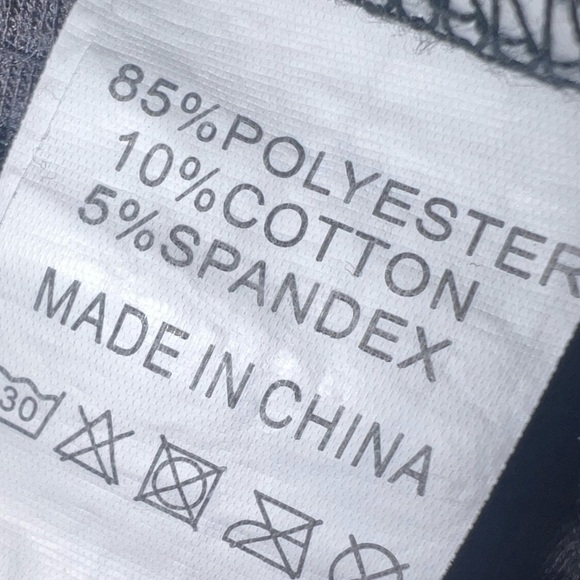 85%POLYESTER
10%COTTON
5%SPANDEX
MADE IN CHINA
30